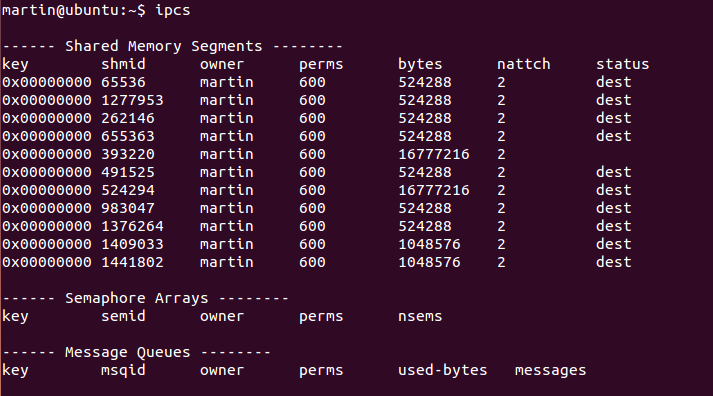 martin@ubuntu:~$ ipcs
------ Shared Memory Segments --------
key        shmid      owner      perms      bytes      nattch     status
0x00000000 65536      martin     600        524288     2          dest
0x00000000 1277953    martin     600        524288     2          dest
0x00000000 262146     martin     600        524288     2          dest
0x00000000 655363     martin     600        524288     2          dest
0x00000000 393220     martin     600        16777216   2
0x00000000 491525     martin     600        524288     2          dest
0x00000000 524294     martin     600        16777216   2          dest
0x00000000 983047     martin     600        524288     2          dest
0x00000000 1376264    martin     600        524288     2          dest
0x00000000 1409033    martin     600        1048576    2          dest
0x00000000 1441802    martin     600        1048576    2          dest
------ Semaphore Arrays --------
key        semid      owner      perms      nsems
------ Message Queues --------
key        msqid      owner      perms      used-bytes   messages